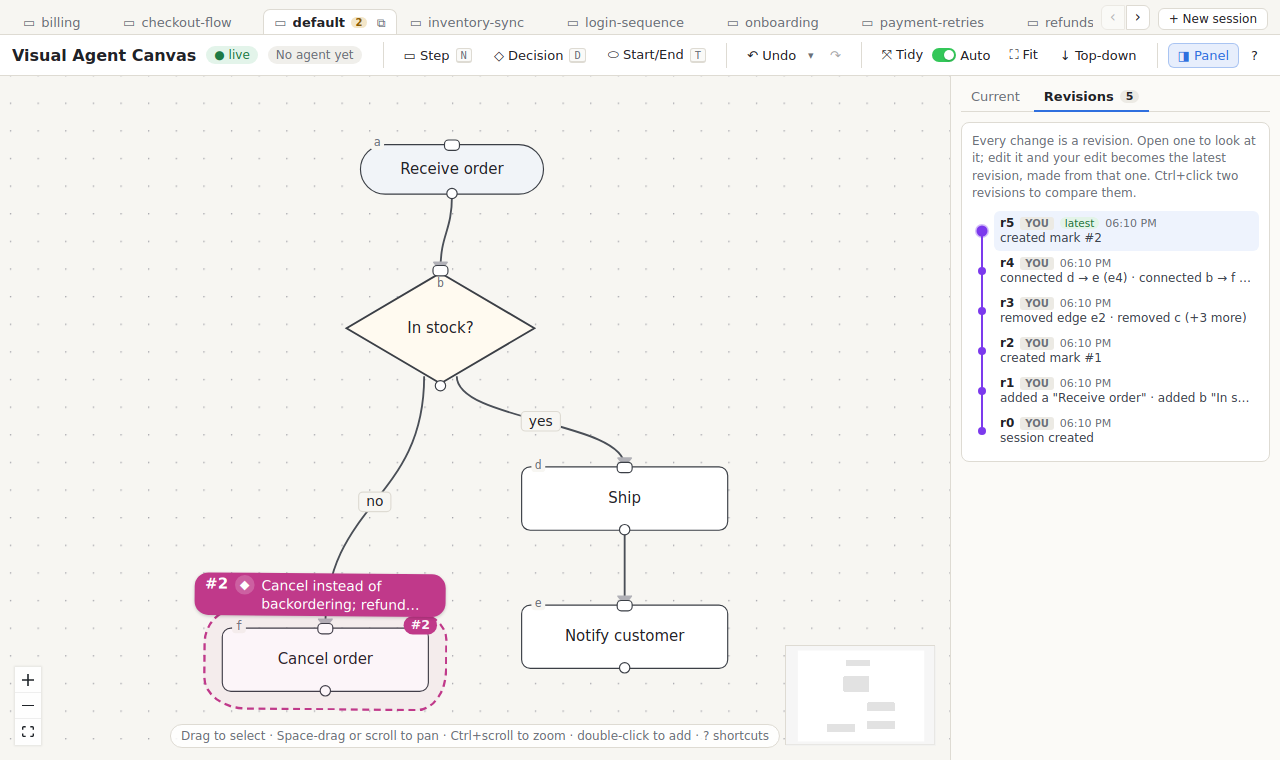 billing
checkout-flow
default 2
inventory-sync
login-sequence
onboarding
payment-retries
refunds
+ New session
Visual Agent Canvas
live
No agent yet
Step N
Decision D
Start/End T
Undo
Tidy
Auto
Fit
Top-down
Panel
?
Current
Revisions 5
Every change is a revision. Open one to look at
it; edit it and your edit becomes the latest
revision, made from that one. Ctrl+click two
revisions to compare them.
r5 YOU latest 06:10 PM
created mark #2
r4 YOU 06:10 PM
connected d → e (e4) · connected b → f ...
r3 YOU 06:10 PM
removed edge e2 · removed c (+3 more)
r2 YOU 06:10 PM
created mark #1
r1 YOU 06:10 PM
added a "Receive order" · added b "In s...
r0 YOU 06:10 PM
session created
a
Receive order
b
In stock?
yes
no
d
Ship
#2 Cancel instead of
backordering; refund...
#2
f
Cancel order
e
Notify customer
Drag to select · Space-drag or scroll to pan · Ctrl+scroll to zoom · double-click to add · ? shortcuts